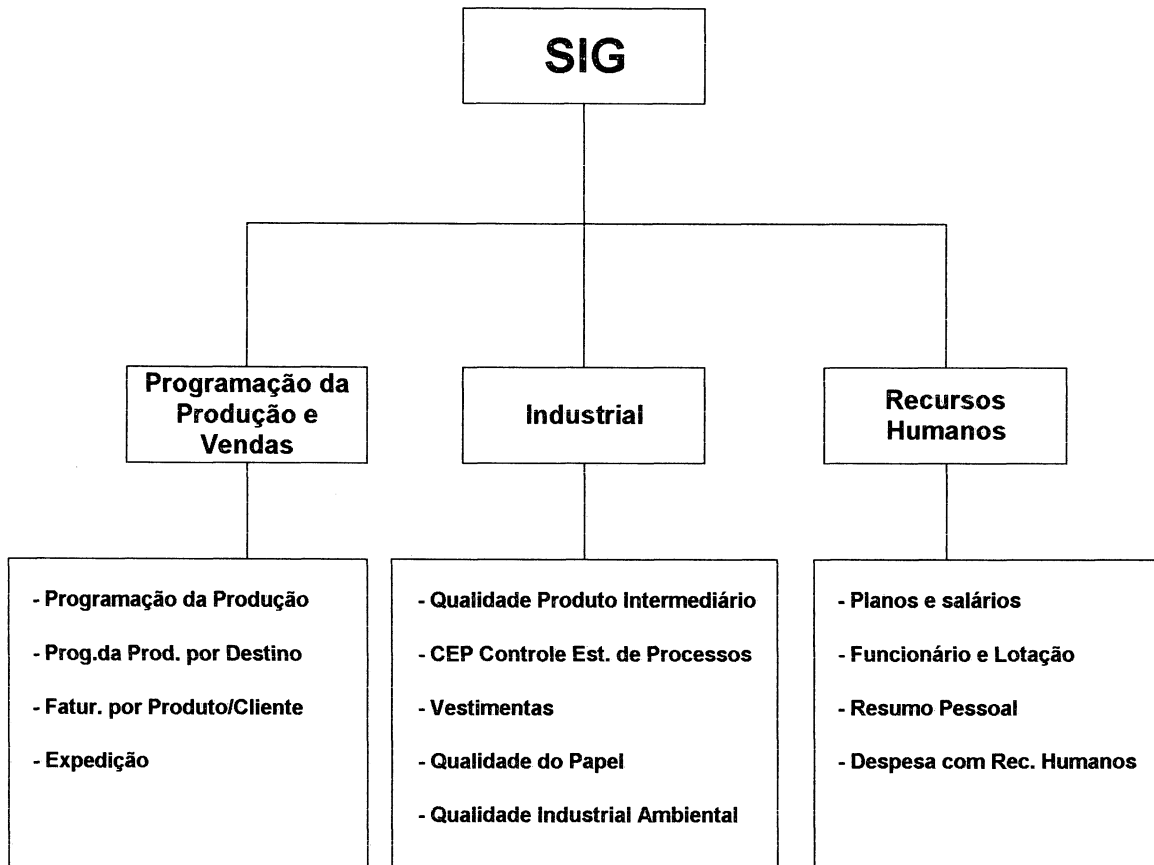 SIG
Programação da
Produção e
Vendas
Industrial
Recursos
Humanos
- Programação da Produção
- Prog.da Prod. por Destino
- Fatur. por Produto/Cliente
- Expedição
- Qualidade Produto Intermediário
- CEP Controle Est. de Processos
- Vestimentas
- Qualidade do Papel
- Qualidade Industrial Ambiental
- Planos e salários
- Funcionário e Lotação
- Resumo Pessoal
- Despesa com Rec. Humanos